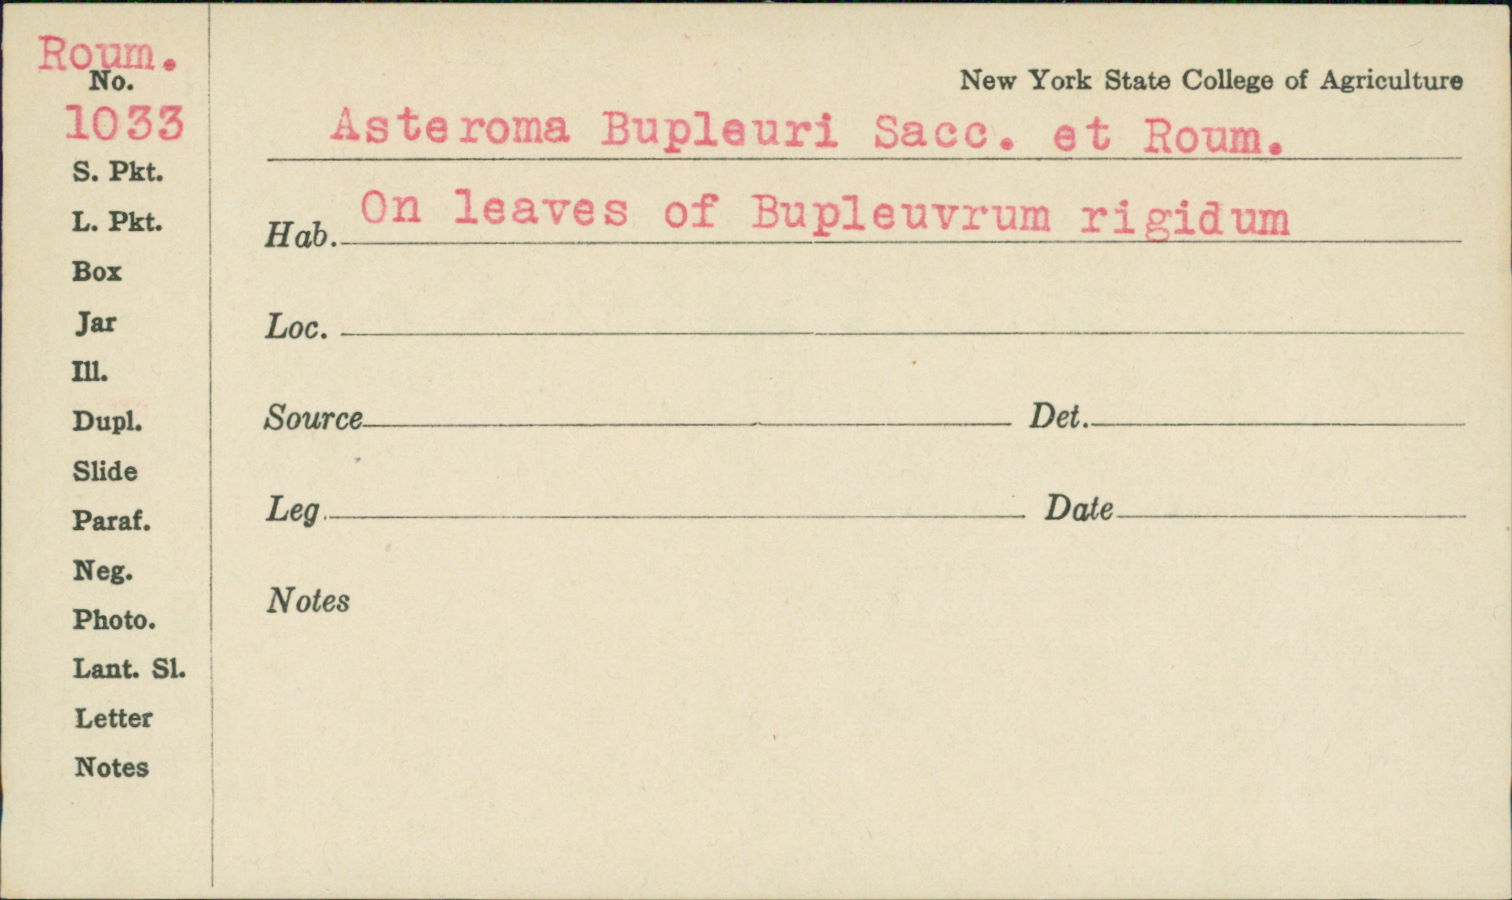 Roum.
No.
1033
S. Pkt.
L. Pkt.
Box
Jar
Ill.
Dupl.
Slide
Paraf.
Neg.
Photo.
Lant. Sl.
Letter
Notes
New York State College of Agriculture
Asteroma Bupleuri Sacc. et Roum.
Hab. On leaves of Bupleuvrum rigidum
Loc.
Source Det.
Leg. Date
Notes